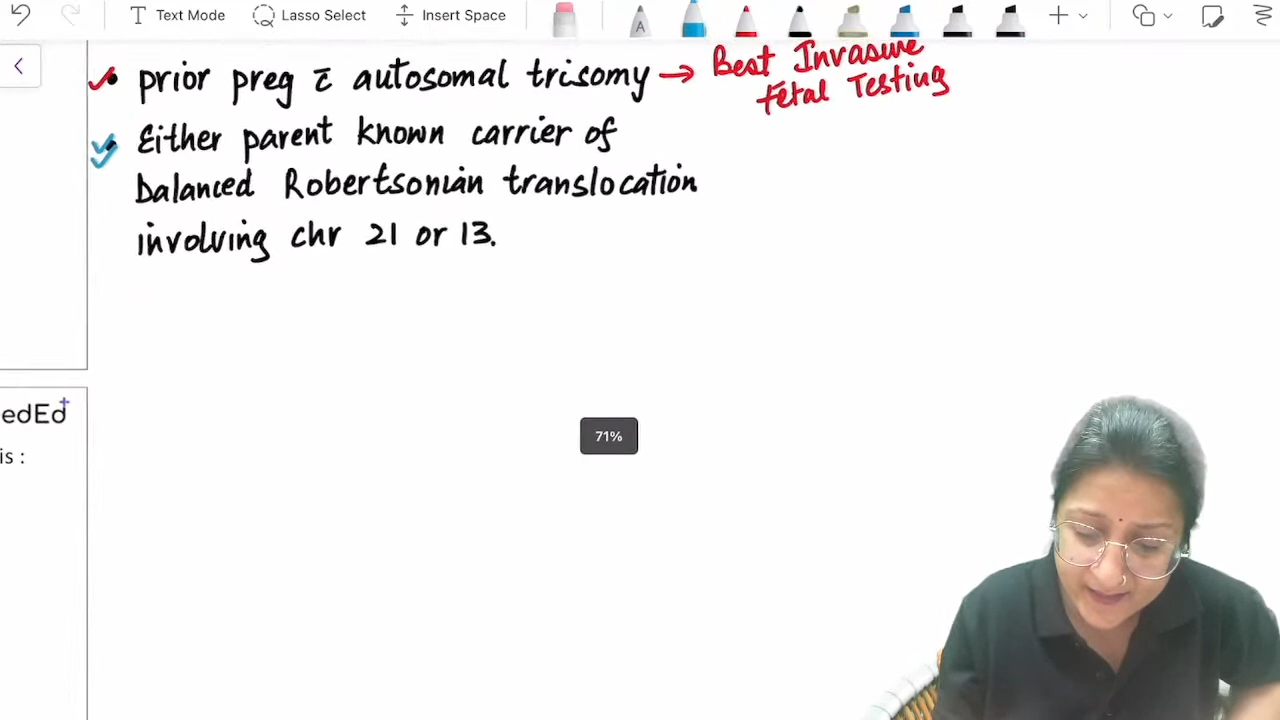 Text Mode
Lasso Select
Insert Space
• prior preg c̄ autosomal trisomy → Best Invasive
fetal Testing
• Either parent known carrier of
balanced Robertsonian translocation
involving chr 21 or 13.
71%
edEd+
is :